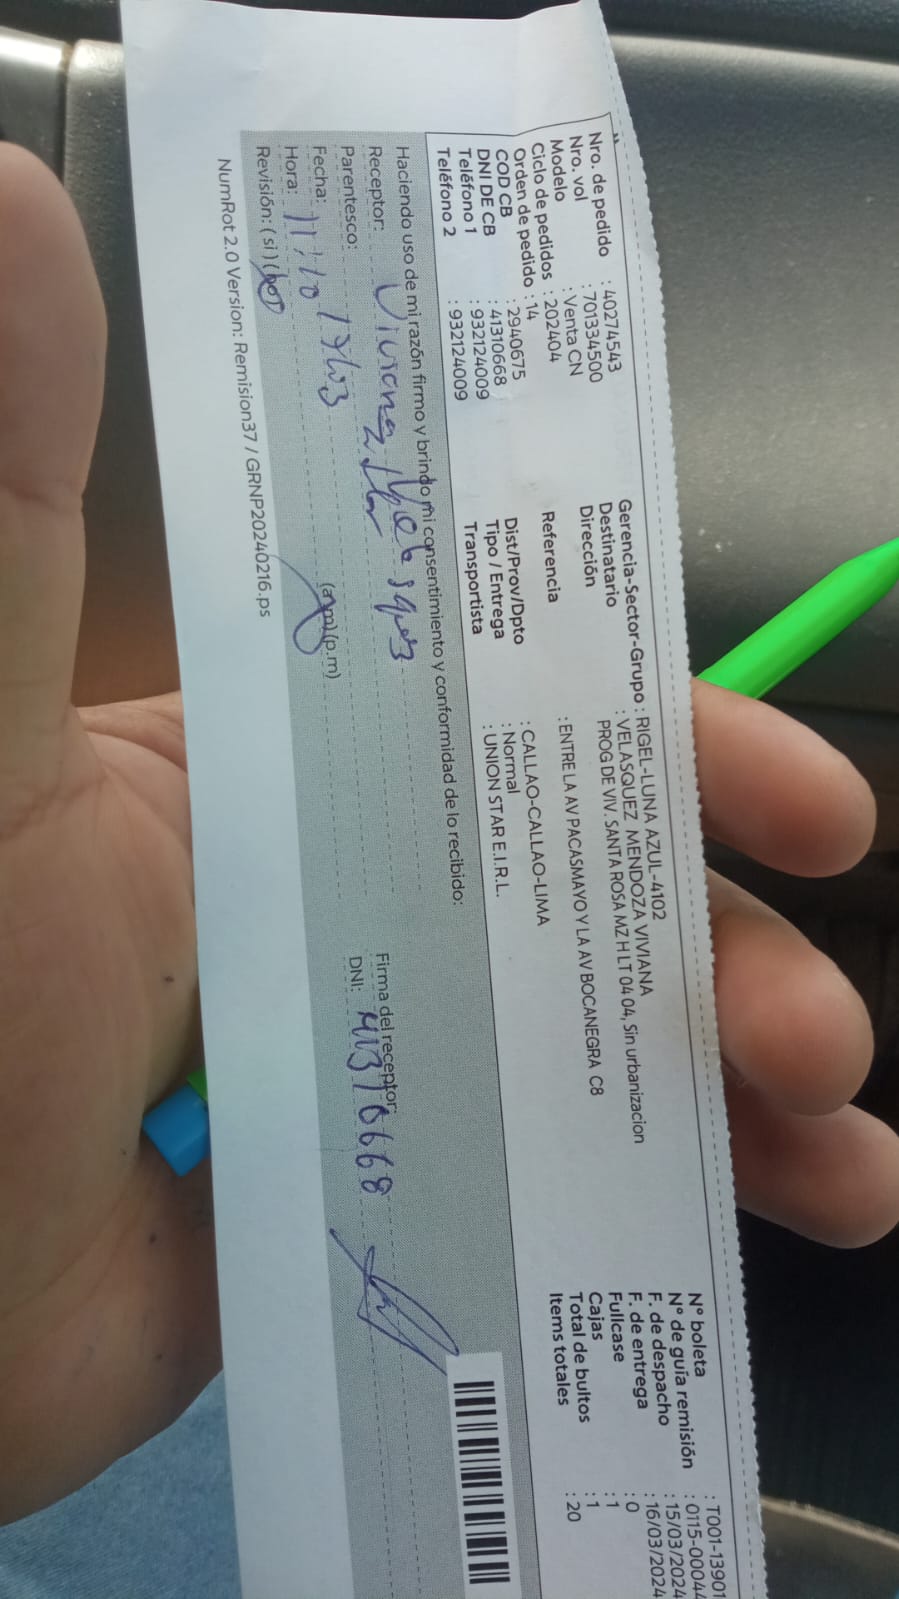 Nro. de pedido : 40274543
Nro. vol : 701334500
Modelo : Venta CN
Ciclo de pedidos : 202404
Orden de pedido : 14
COD CB : 2940675
DNI DE CB : 41310668
Teléfono 1 : 932124009
Teléfono 2 : 932124009
Gerencia-Sector-Grupo : RIGEL-LUNA AZUL-4102
Destinatario : VELASQUEZ MENDOZA VIVIANA
Dirección PROG DE VIV. SANTA ROSA MZ H LT 04 04, Sin urbanizacion
Referencia : ENTRE LA AV PACASMAYO Y LA AV BOCANEGRA C8
Dist/Prov/Dpto : CALLAO-CALLAO-LIMA
Tipo / Entrega : Normal
Transportista : UNION STAR E.I.R.L.
N° boleta : T001-13901
N° de guía remisión : 0115-00044
F. de despacho : 15/03/2024
F. de entrega : 16/03/2024
Fullcase : 0
Cajas : 1
Total de bultos : 1
Items totales : 20
Haciendo uso de mi razón firmo y brindo mi consentimiento y conformidad de lo recibido:
Receptor: Viviana Velasquez
Firma del receptor:
Parentesco:
DNI: 41310668
Fecha:
Hora: 11:10 (a.m) (p.m)
Revisión: ( si ) (no)
NumRot 2.0 Version: Remision37 / GRNP20240216.ps